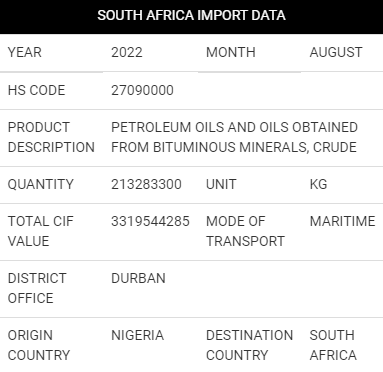 SOUTH AFRICA IMPORT DATA
YEAR 2022 MONTH AUGUST
HS CODE 27090000
PRODUCT DESCRIPTION PETROLEUM OILS AND OILS OBTAINED
FROM BITUMINOUS MINERALS, CRUDE
QUANTITY 213283300 UNIT KG
TOTAL CIF VALUE 3319544285 MODE OF TRANSPORT MARITIME
DISTRICT OFFICE DURBAN
ORIGIN COUNTRY NIGERIA DESTINATION COUNTRY SOUTH AFRICA